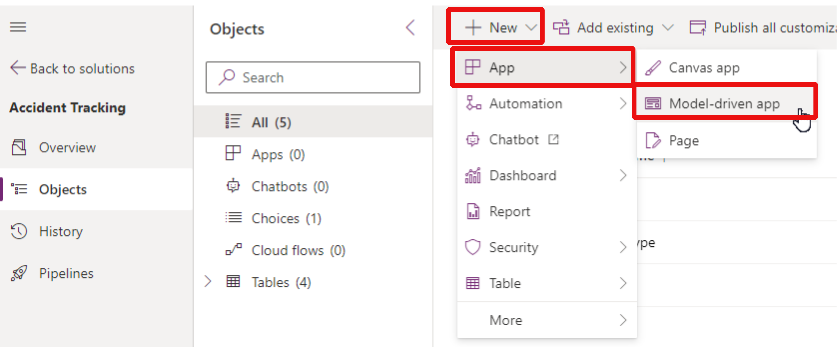 Back to solutions
Accident Tracking
Overview
Objects
History
Pipelines
Objects
Search
All (5)
Apps (0)
Chatbots (0)
Choices (1)
Cloud flows (0)
Tables (4)
New
Add existing
Publish all customiza
App
Automation
Chatbot
Dashboard
Report
Security
Table
More
Canvas app
Model-driven app
Page
ype